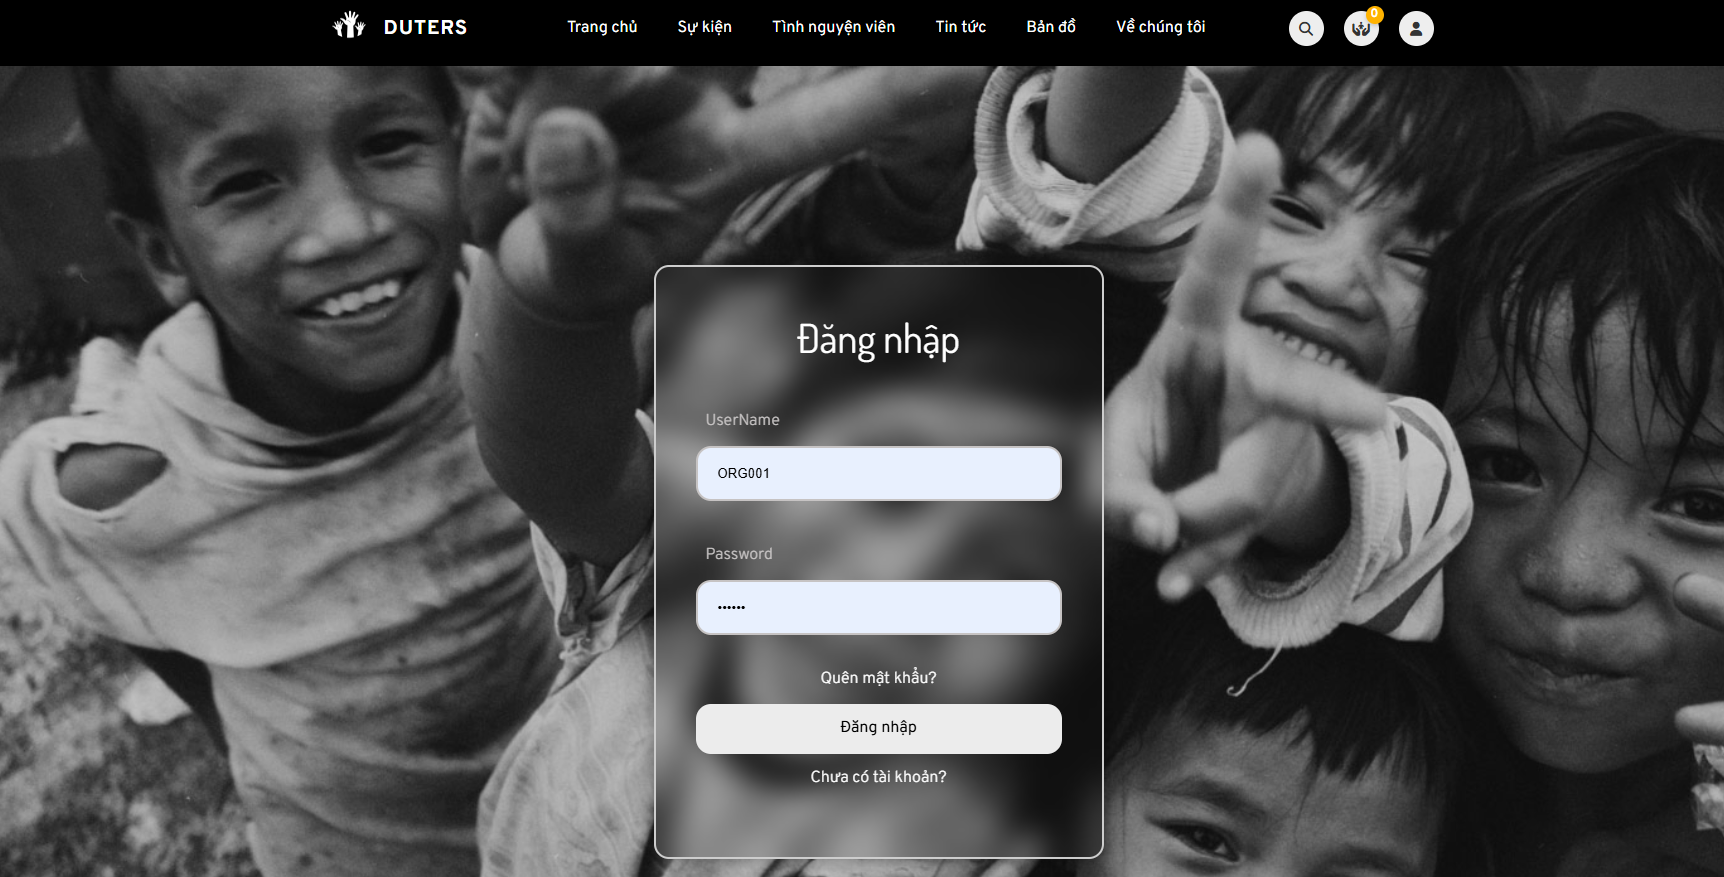 DUTERS
Trang chủ
Sự kiện
Tình nguyện viên
Tin tức
Bản đồ
Về chúng tôi
0
Đăng nhập
UserName
ORG001
Password
••••••
Quên mật khẩu?
Đăng nhập
Chưa có tài khoản?